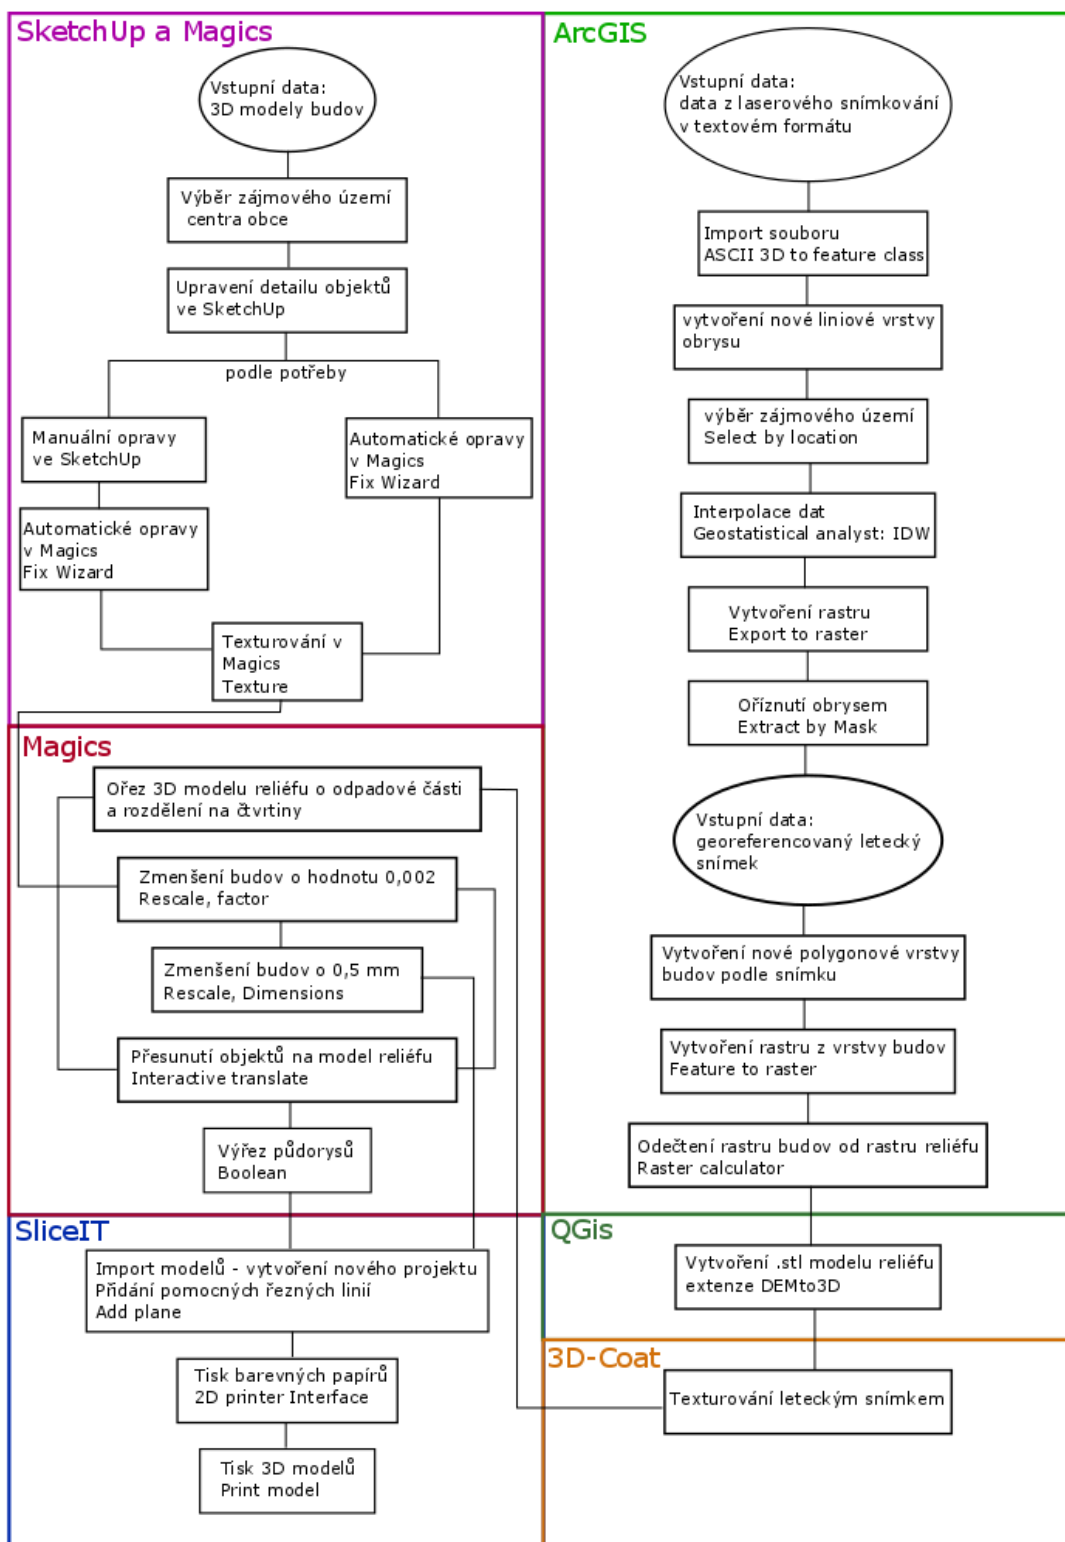 SketchUp a Magics
Vstupní data:
3D modely budov
Výběr zájmového území
centra obce
Upravení detailu objektů
ve SketchUp
podle potřeby
Manuální opravy
ve SketchUp
Automatické opravy
v Magics
Fix Wizard
Automatické opravy
v Magics
Fix Wizard
Texturování v
Magics
Texture
Magics
Ořez 3D modelu reliéfu o odpadové části
a rozdělení na čtvrtiny
Zmenšení budov o hodnotu 0,002
Rescale, factor
Zmenšení budov o 0,5 mm
Rescale, Dimensions
Přesunutí objektů na model reliéfu
Interactive translate
Výřez půdorysů
Boolean
SliceIT
Import modelů - vytvoření nového projektu
Přidání pomocných řezných linií
Add plane
Tisk barevných papírů
2D printer Interface
Tisk 3D modelů
Print model
ArcGIS
Vstupní data:
data z laserového snímkování
v textovém formátu
Import souboru
ASCII 3D to feature class
vytvoření nové liniové vrstvy
obrysu
výběr zájmového území
Select by location
Interpolace dat
Geostatistical analyst: IDW
Vytvoření rastru
Export to raster
Oříznutí obrysem
Extract by Mask
Vstupní data:
georeferencovaný letecký
snímek
Vytvoření nové polygonové vrstvy
budov podle snímku
Vytvoření rastru z vrstvy budov
Feature to raster
Odečtení rastru budov od rastru reliéfu
Raster calculator
QGis
Vytvoření .stl modelu reliéfu
extenze DEMto3D
3D-Coat
Texturování leteckým snímkem